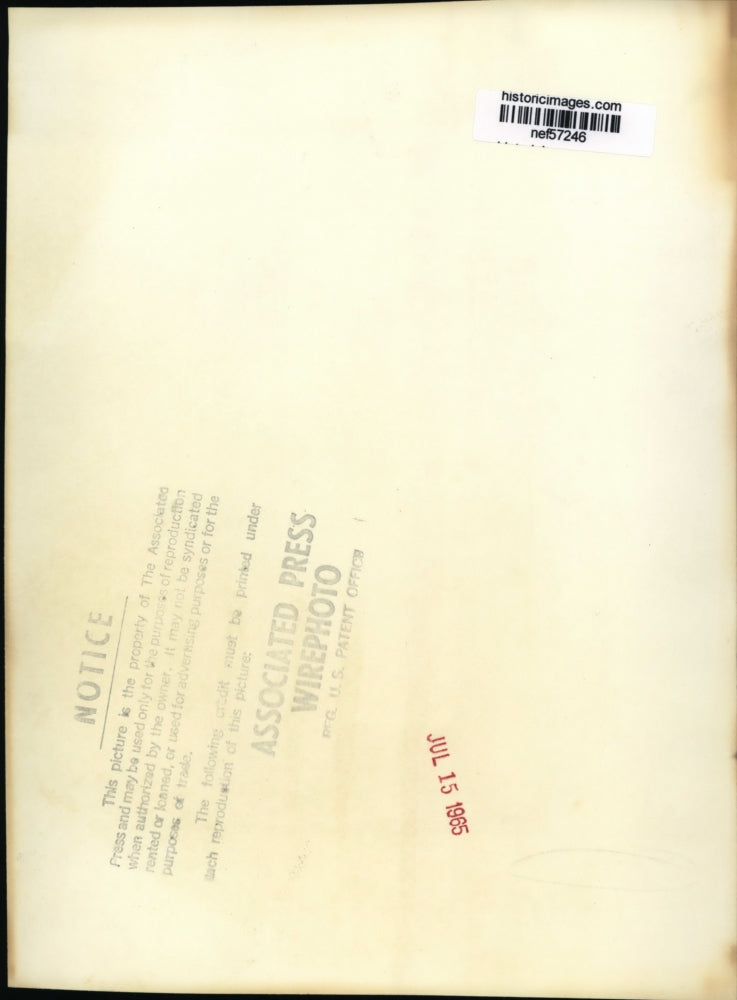 historicimages.com
nef57246
NOTICE
This picture is the property of The Associated
Press and may be used only for the purposes of reproduction
when authorized by the owner. It may not be syndicated
rented or loaned, or used for advertising purposes or for the
purposes of trade.
The following credit must be printed under
each reproduction of this picture:
ASSOCIATED PRESS
WIREPHOTO
REG. U. S. PATENT OFFICE
JUL 15 1965